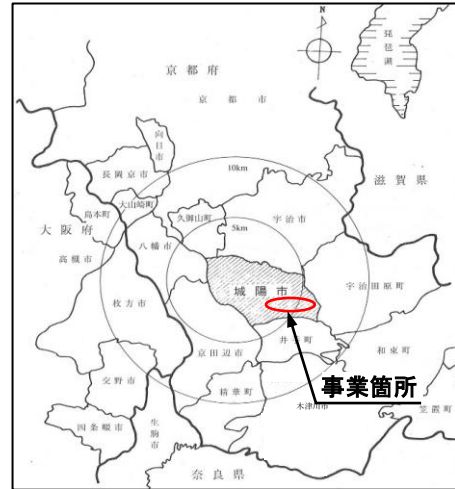 N
琵琶湖
京都府
京都市
向日市
長岡京市
10km
滋賀県
島本町
大山崎町
久御山町
宇治市
大阪府
八幡市
5km
高槻市
城陽市
宇治田原町
枚方市
井手町
京田辺市
和束町
事業箇所
交野市
精華町
木津川市
笠置町
四条畷市
生駒市
奈良県